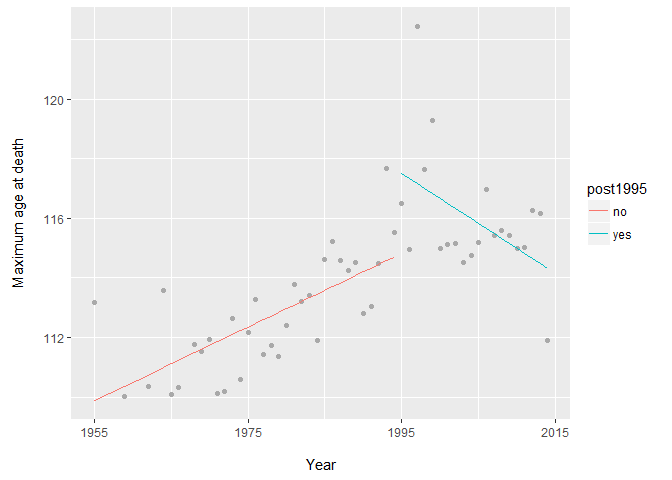 Maximum age at death
120
116
112
1955
1975
1995
2015
Year
post1995
no
yes